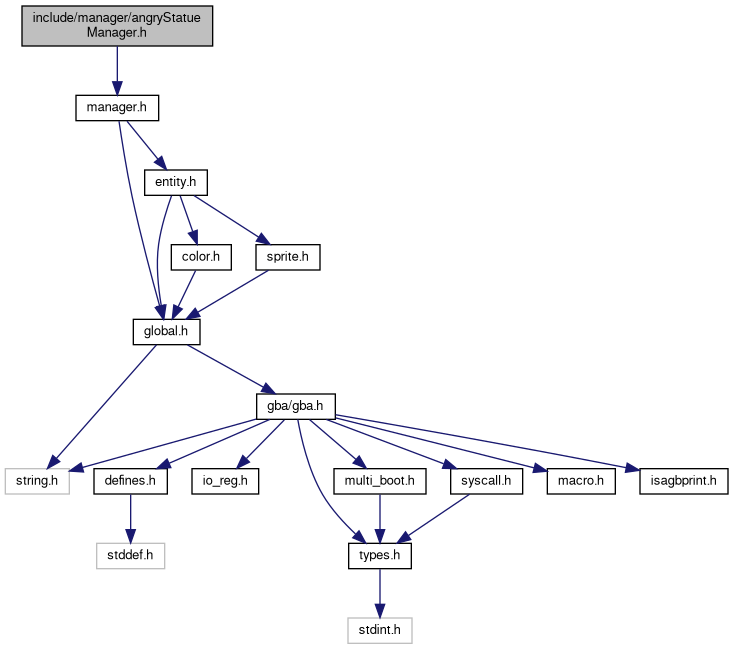 include/manager/angryStatue
Manager.h
manager.h
entity.h
color.h
sprite.h
global.h
gba/gba.h
string.h
defines.h
io_reg.h
multi_boot.h
syscall.h
macro.h
isagbprint.h
stddef.h
types.h
stdint.h